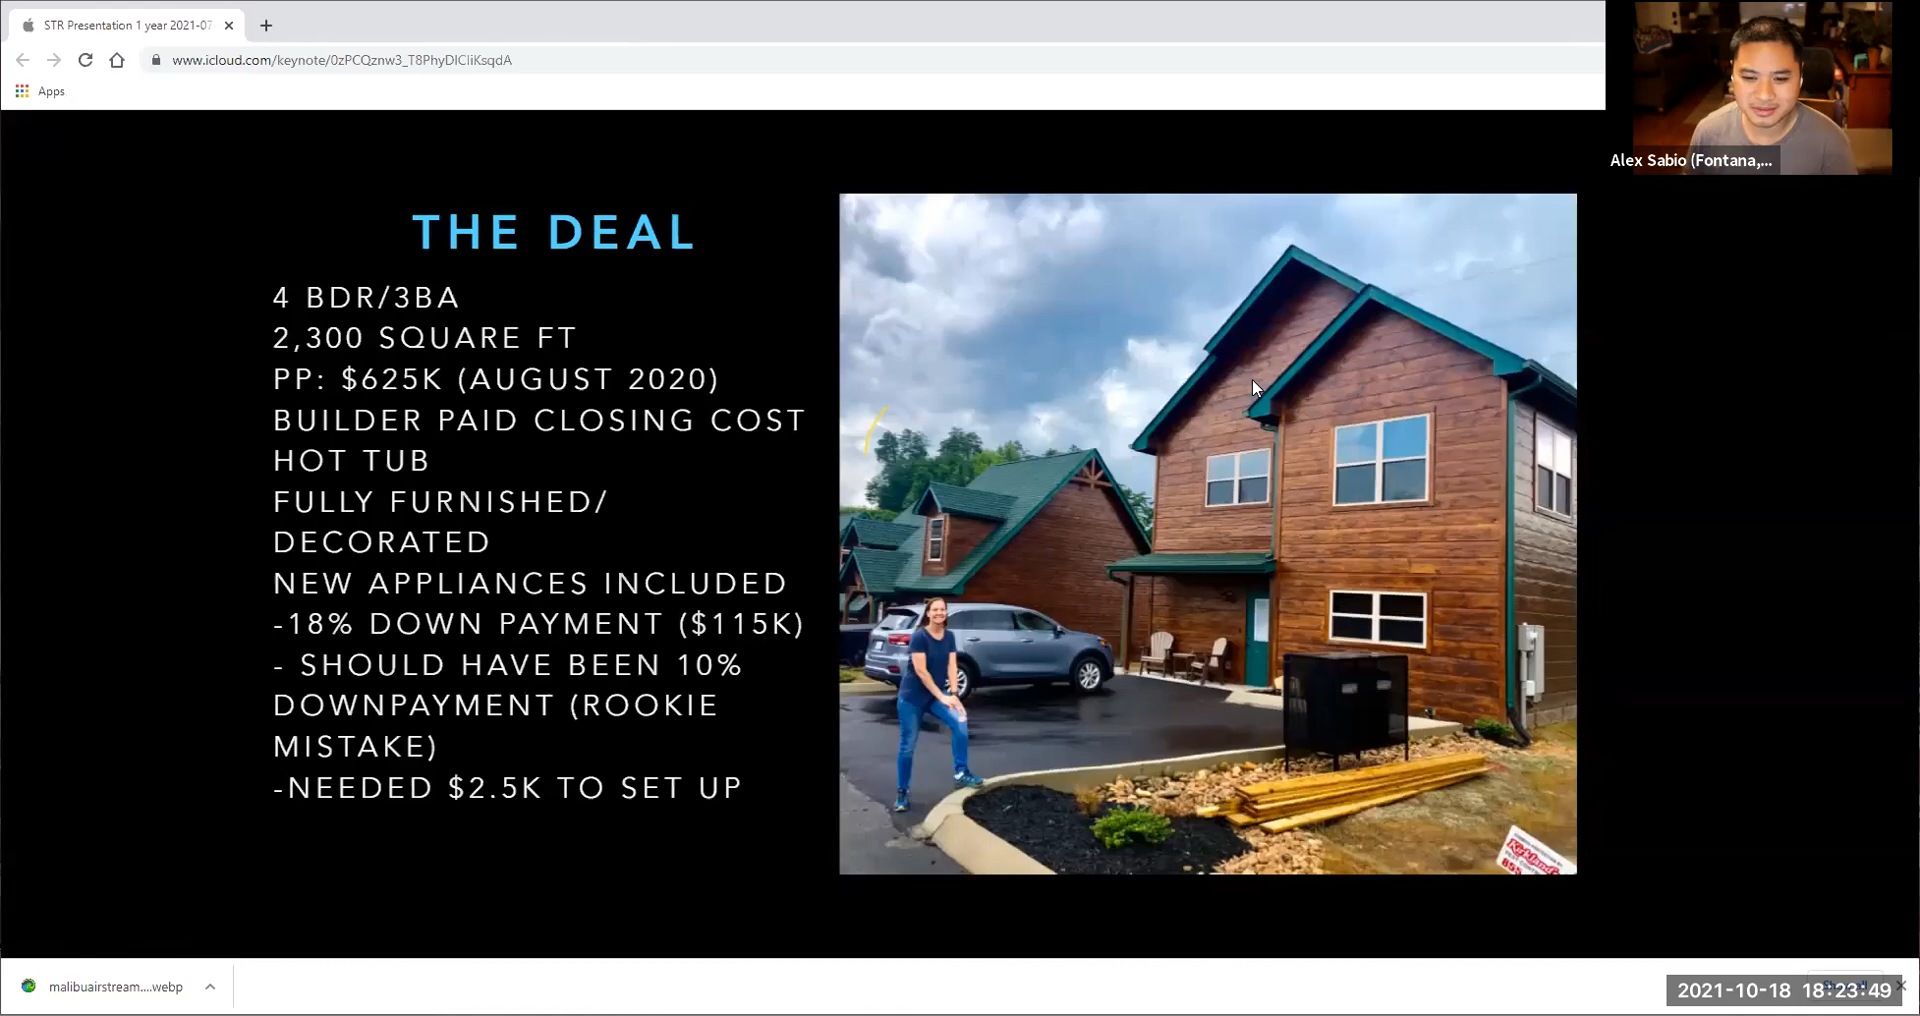 STR Presentation 1 year 2021-07
www.icloud.com/keynote/0zPCQznw3_T8PhyDICIiKsqdA
Apps
Alex Sabio (Fontana,...
THE DEAL
4 BDR/3BA
2,300 SQUARE FT
PP: $625K (AUGUST 2020)
BUILDER PAID CLOSING COST
HOT TUB
FULLY FURNISHED/
DECORATED
NEW APPLIANCES INCLUDED
-18% DOWN PAYMENT ($115K)
- SHOULD HAVE BEEN 10%
DOWNPAYMENT (ROOKIE
MISTAKE)
-NEEDED $2.5K TO SET UP
malibuairstream....webp
2021-10-18 18:23:49